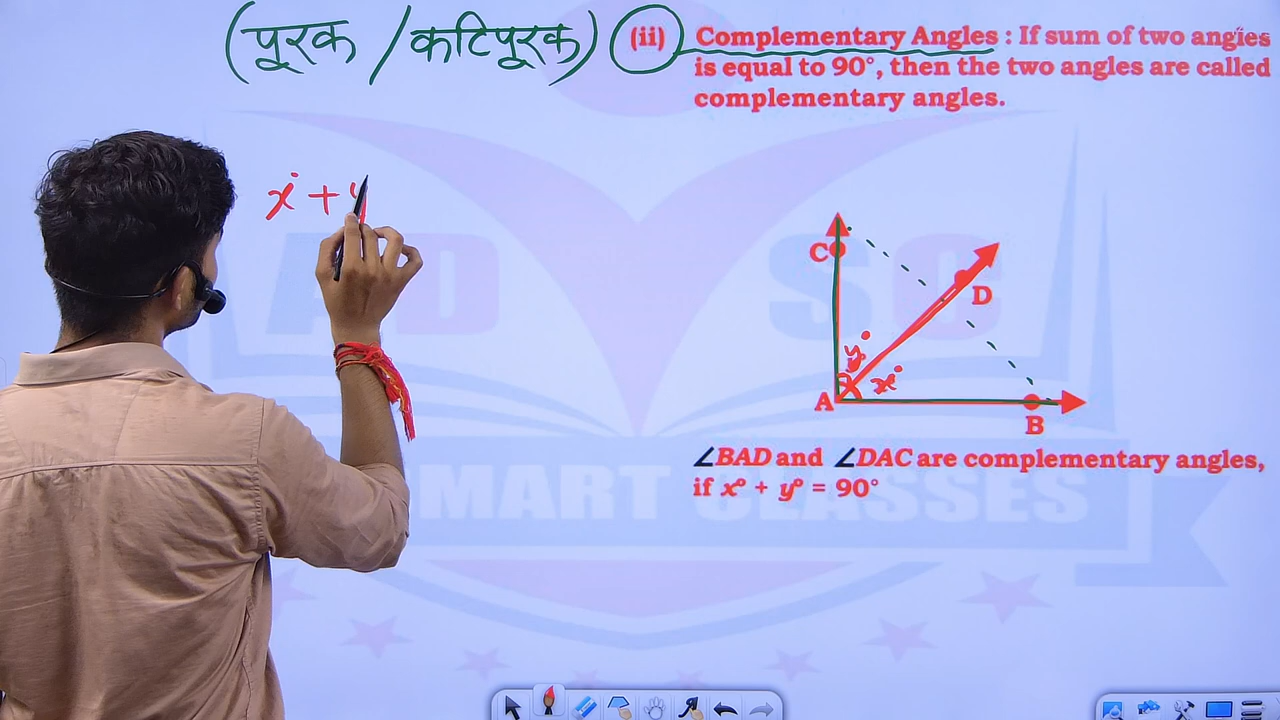 (पूरक / कटिपूरक) (ii) Complementary Angles : If sum of two angles
is equal to 90°, then the two angles are called
complementary angles.
x° + y
C
D
y°
x°
A
B
∠BAD and ∠DAC are complementary angles,
if x° + y° = 90°
SC
SMART CLASSES